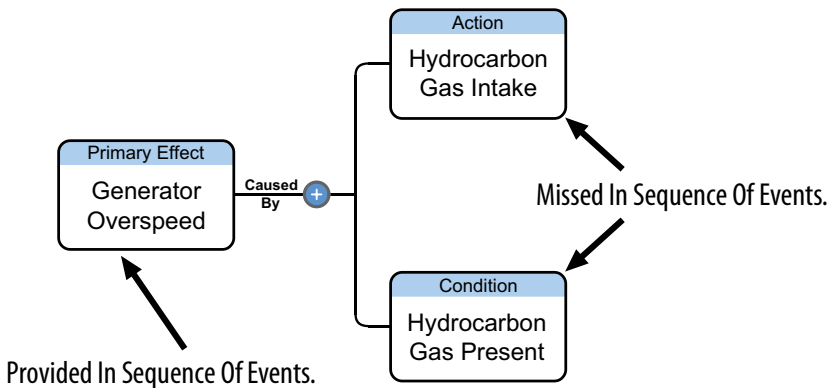 Action
Hydrocarbon
Gas Intake
Primary Effect
Generator
Overspeed
Caused
By
Missed In Sequence Of Events.
Condition
Hydrocarbon
Gas Present
Provided In Sequence Of Events.